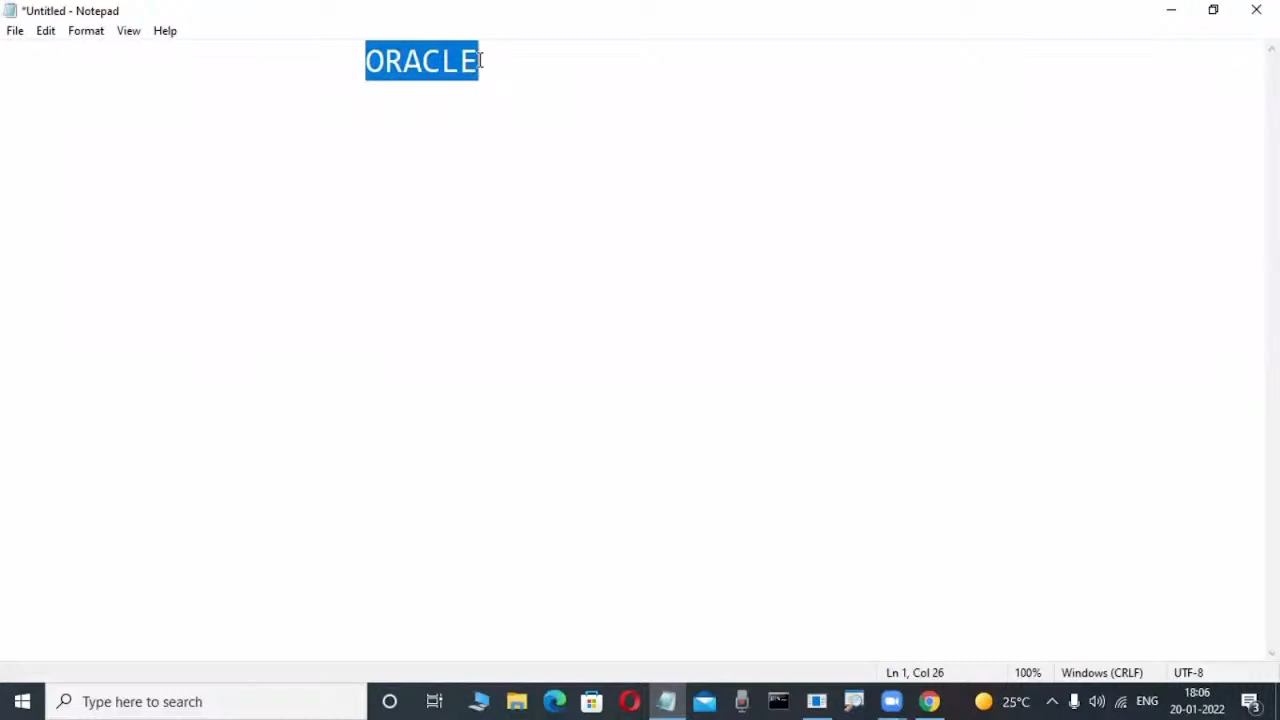 *Untitled - Notepad
File Edit Format View Help
ORACLE
Ln 1, Col 26 100% Windows (CRLF) UTF-8
Type here to search
25°C ENG
18:06
20-01-2022
3